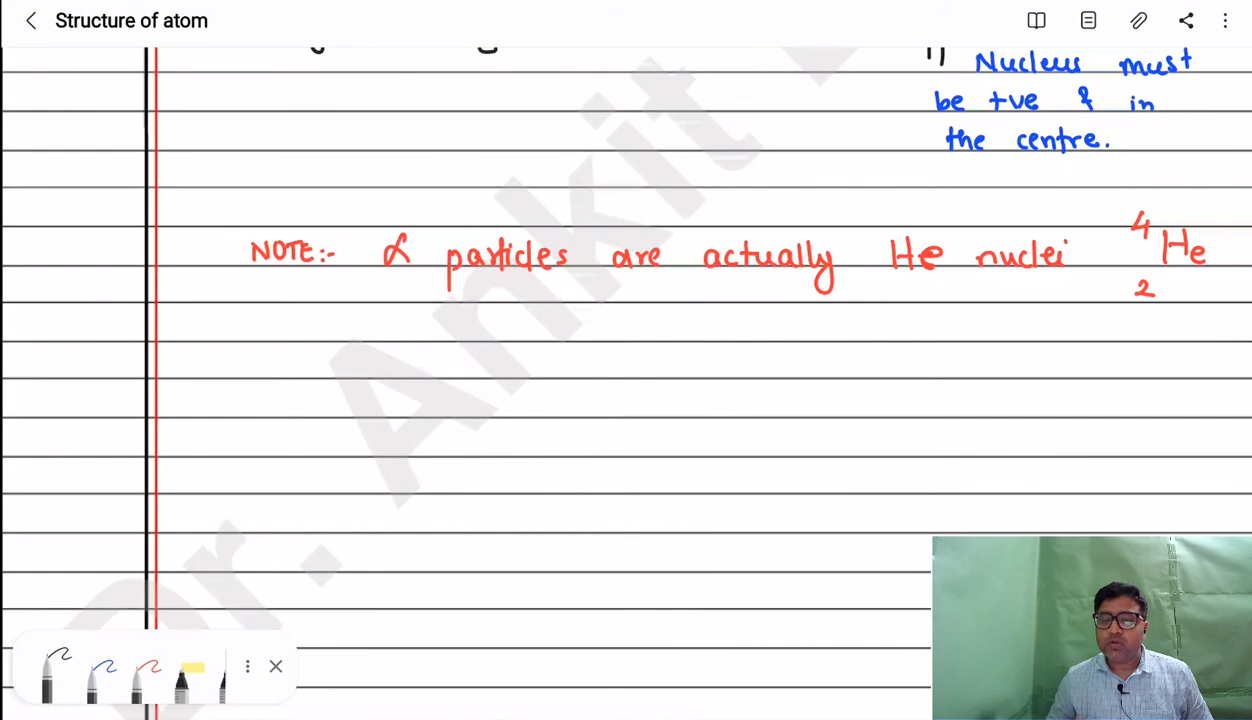 Structure of atom
1) Nucleus must
be +ve & in
the centre.
NOTE:- α particles are actually He nuclei ⁴₂He
Dr. Ankit